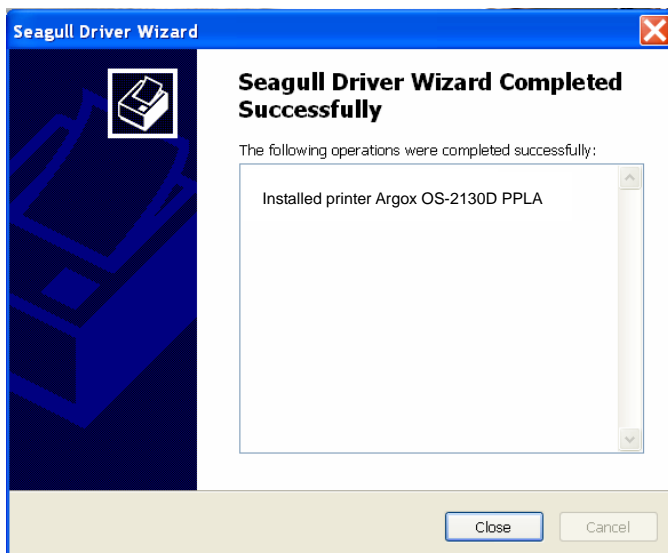 Seagull Driver Wizard
Seagull Driver Wizard Completed
Successfully
The following operations were completed successfully:
Installed printer Argox OS-2130D PPLA
Close
Cancel